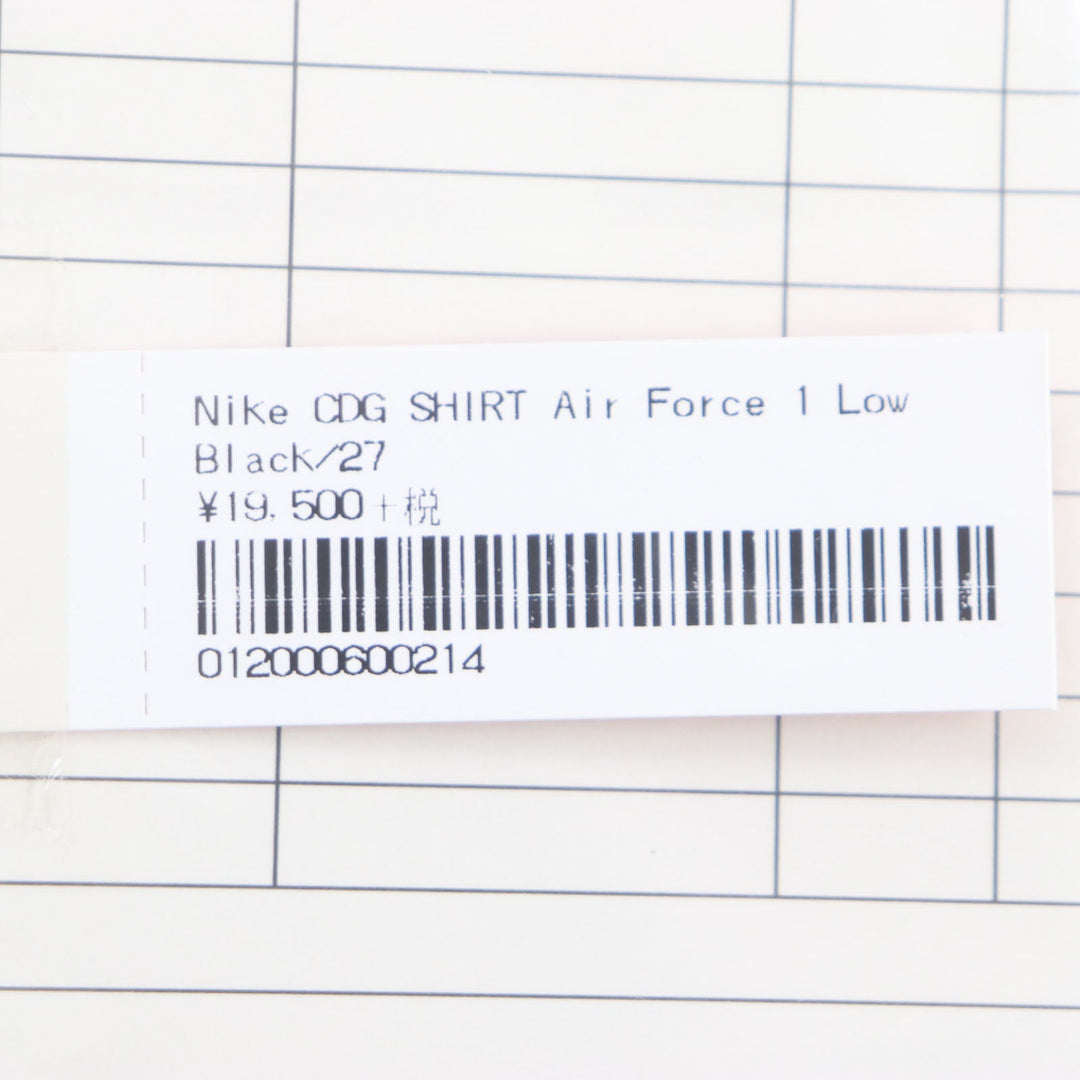 Nike CDG SHIRT Air Force 1 Low
Black/27
¥19,500+税
012000600214